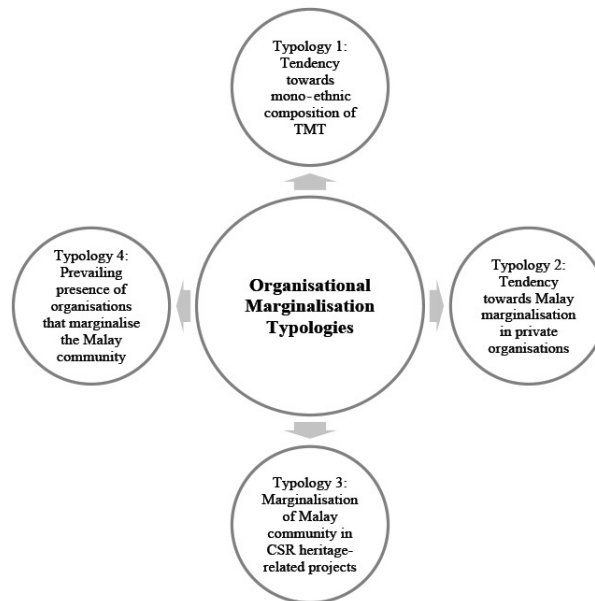 Typology 1:
Tendency
towards
mono-ethnic
composition of
TMT
Typology 4:
Prevailing
presence of
organisations
that marginalise
the Malay
community
Organisational
Marginalisation
Typologies
Typology 2:
Tendency
towards Malay
marginalisation
in private
organisations
Typology 3:
Marginalisation
of Malay
community in
CSR heritage-
related projects